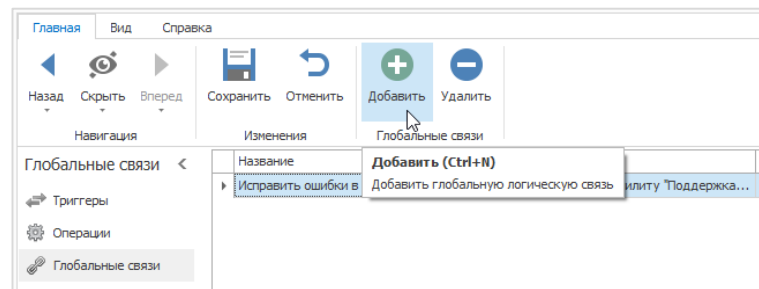 Главная Вид Справка
Назад Скрыть Вперед Сохранить Отменить Добавить Удалить
Навигация Изменения Глобальные связи
Глобальные связи
Название
Добавить (Ctrl+N)
Исправить ошибки в
Добавить глобальную логическую связь
илиту "Поддержка...
Триггеры
Операции
Глобальные связи